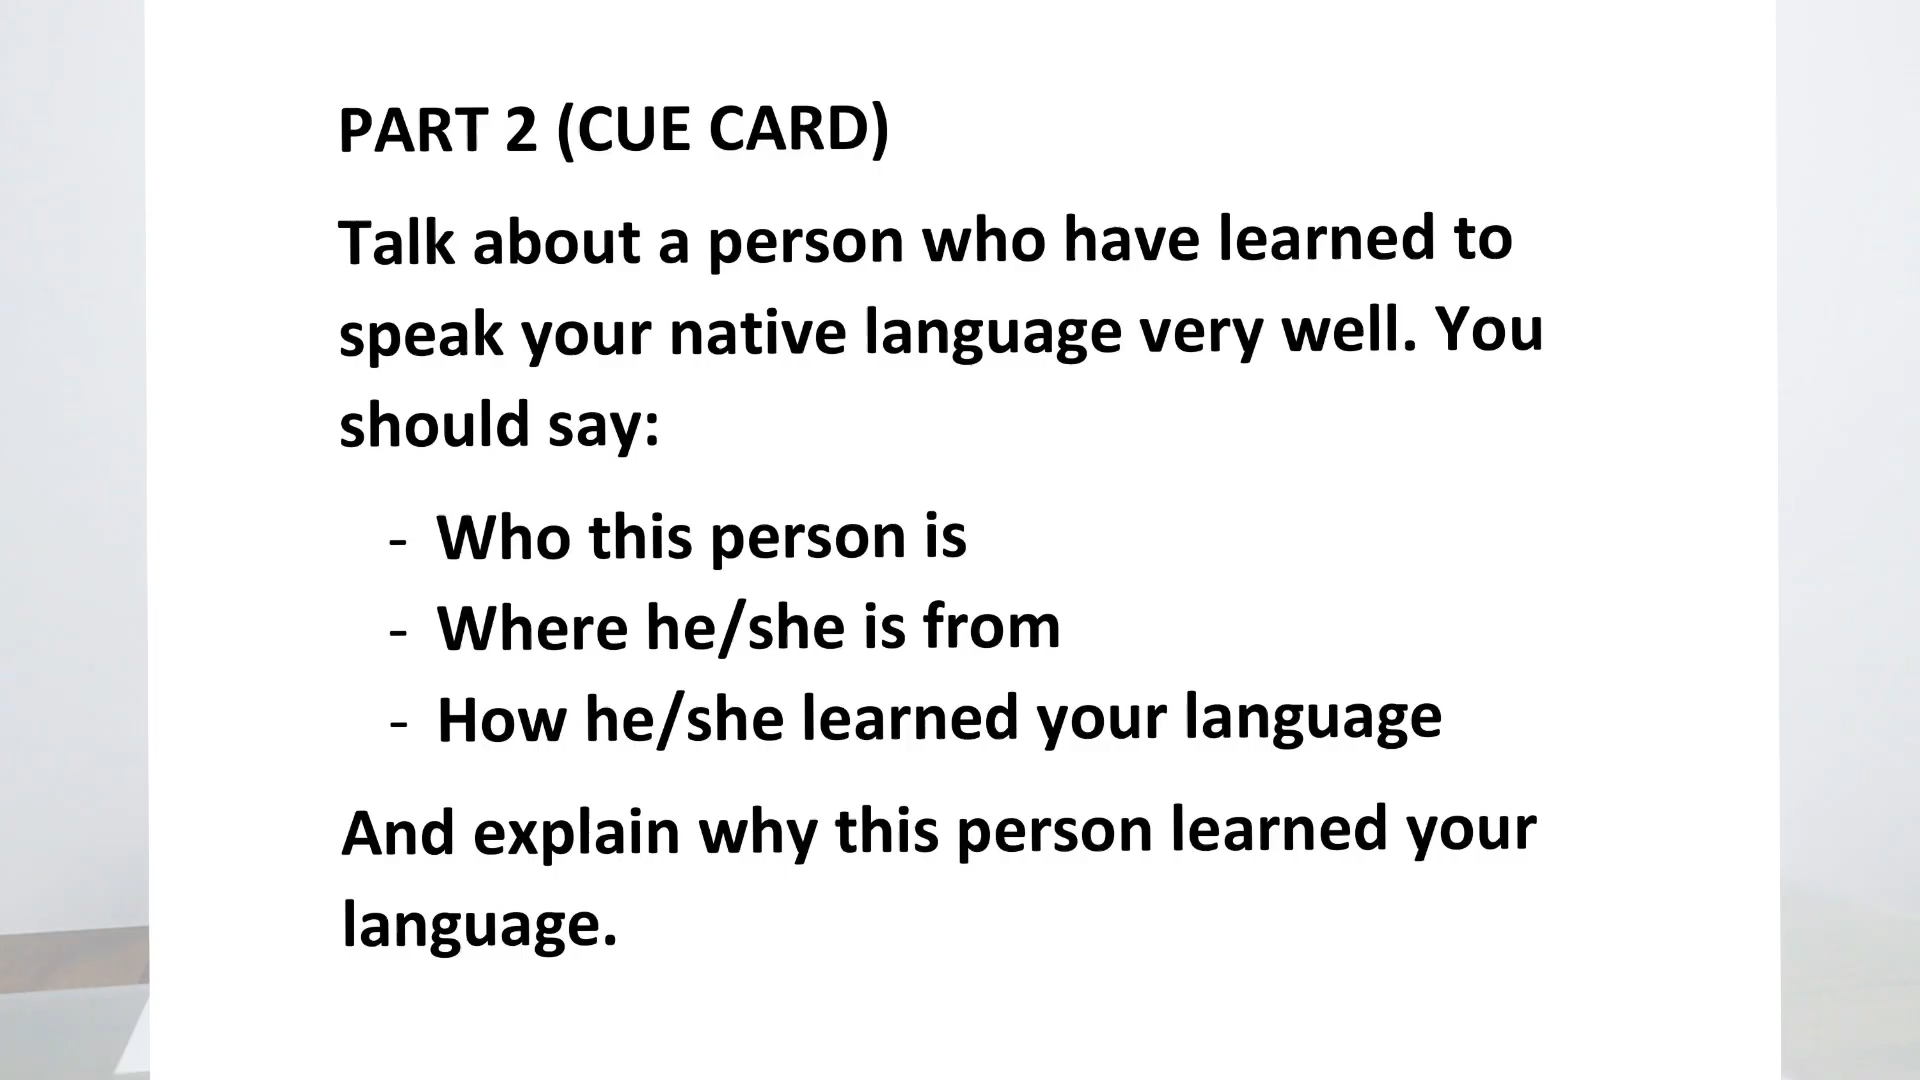 PART 2 (CUE CARD)
Talk about a person who have learned to
speak your native language very well. You
should say:
- Who this person is
- Where he/she is from
- How he/she learned your language
And explain why this person learned your
language.